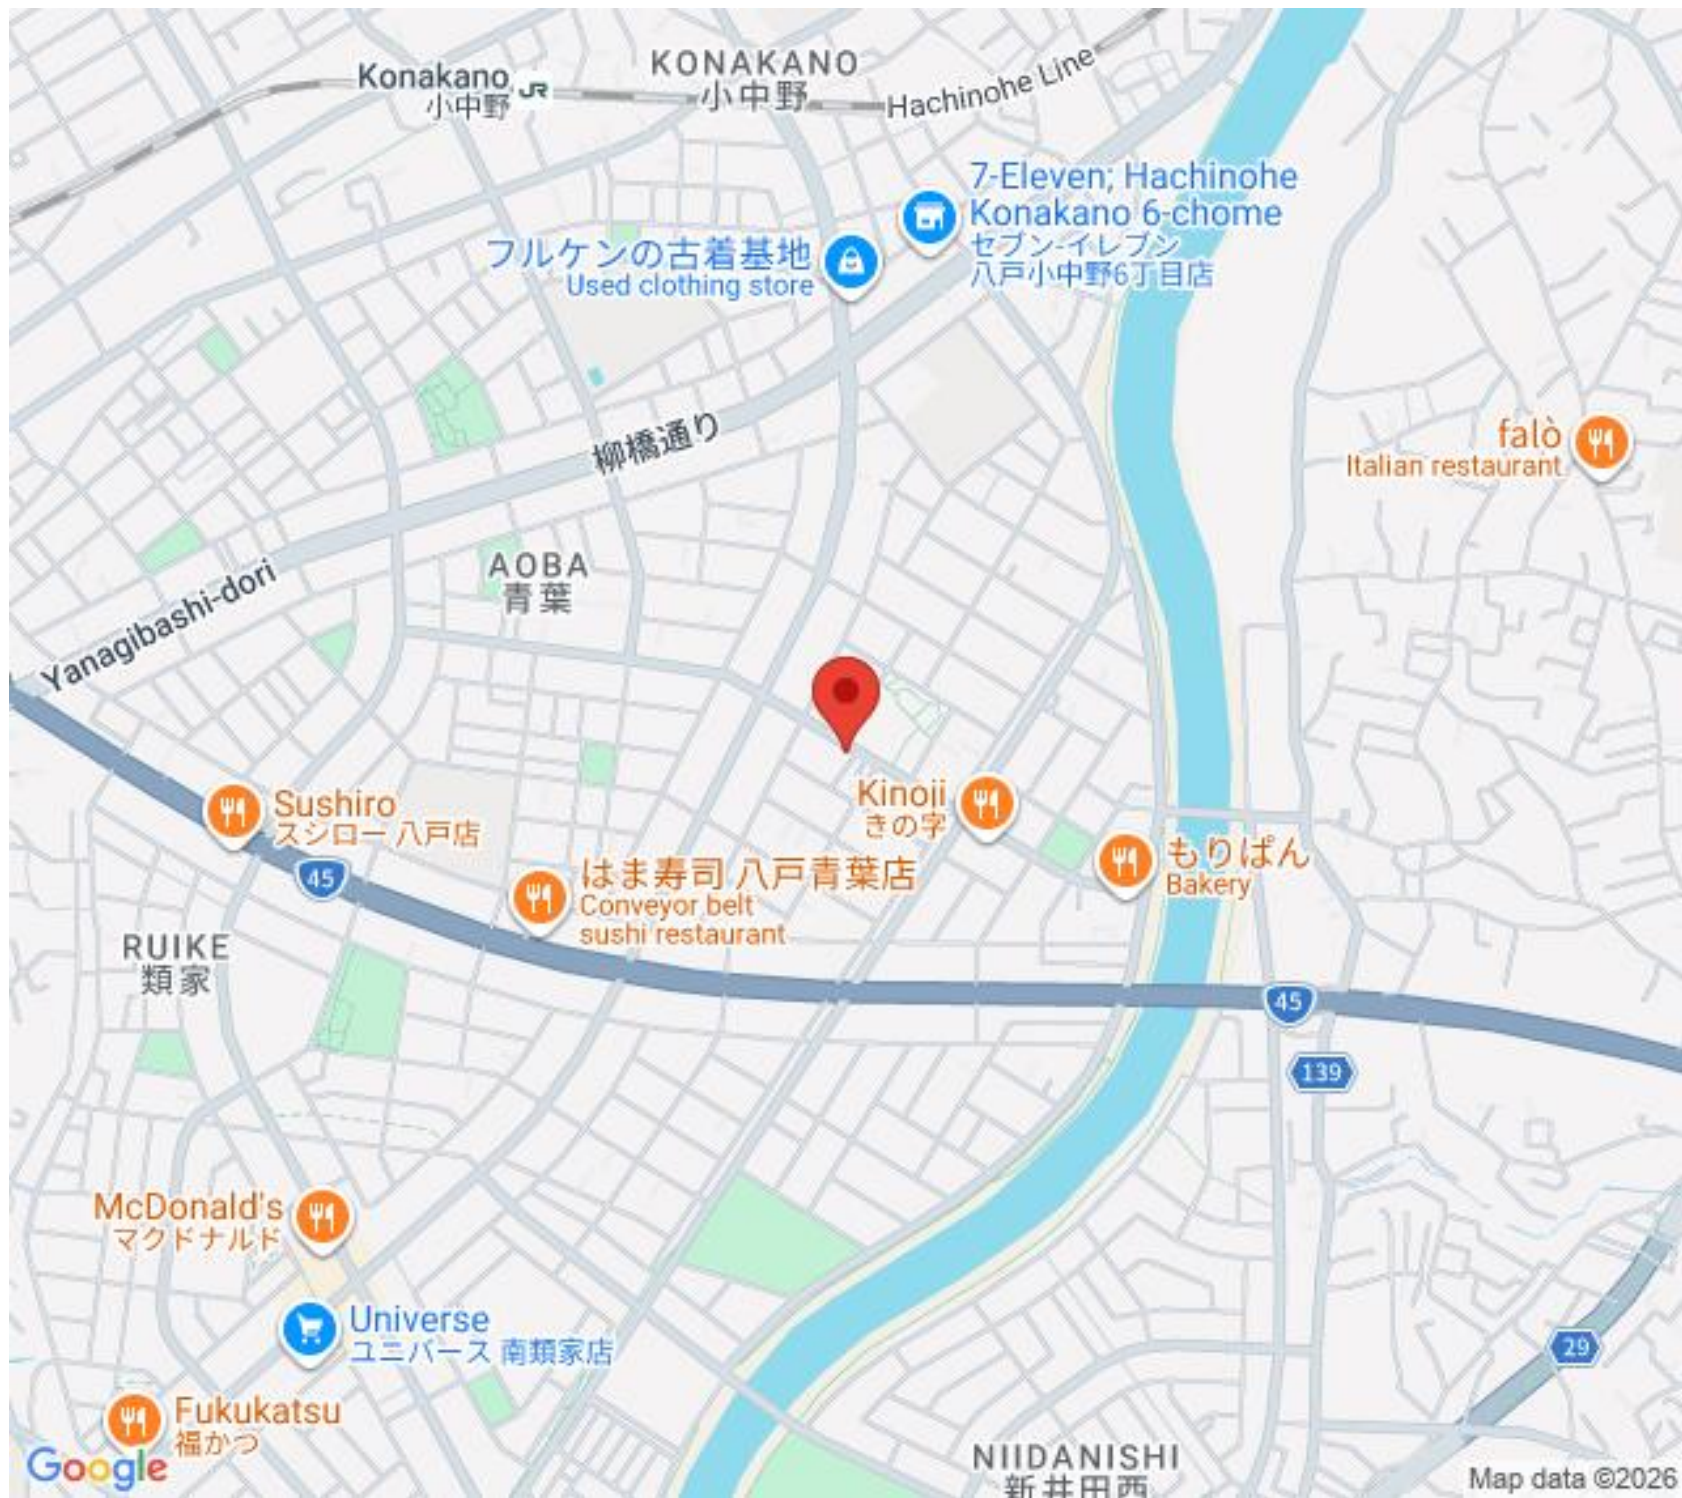 Konakano
小中野
KONAKANO
小中野
Hachinohe Line
7-Eleven; Hachinohe
Konakano 6-chome
セブン-イレブン
八戸小中野6丁目店
フルケンの古着基地
Used clothing store
柳橋通り
falò
Italian restaurant
AOBA
青葉
Yanagibashi-dori
Kinoji
きの字
Sushiro
スシロー 八戸店
45
はま寿司 八戸青葉店
Conveyor belt
sushi restaurant
もりぱん
Bakery
RUIKE
類家
45
139
McDonald's
マクドナルド
Universe
ユニバース 南類家店
29
Fukukatsu
福かつ
Google
NIIDANISHI
新井田西
Map data ©2026